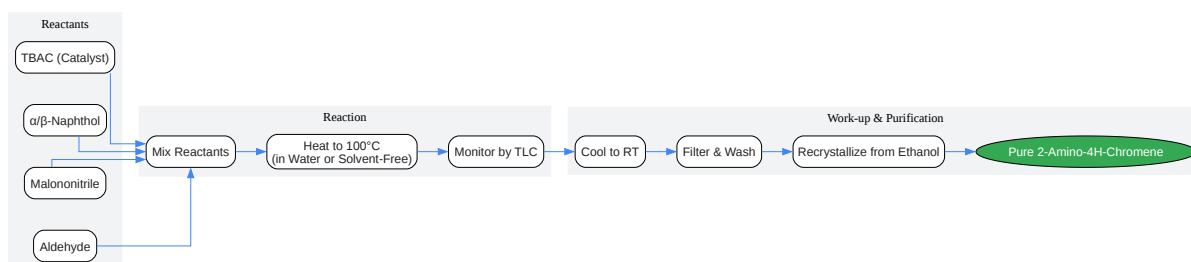 Reactants
TBAC (Catalyst)
α/β-Naphthol
Malononitrile
Aldehyde
Reaction
Mix Reactants
Heat to 100°C
(in Water or Solvent-Free)
Monitor by TLC
Work-up & Purification
Cool to RT
Filter & Wash
Recrystallize from Ethanol
Pure 2-Amino-4H-Chromene